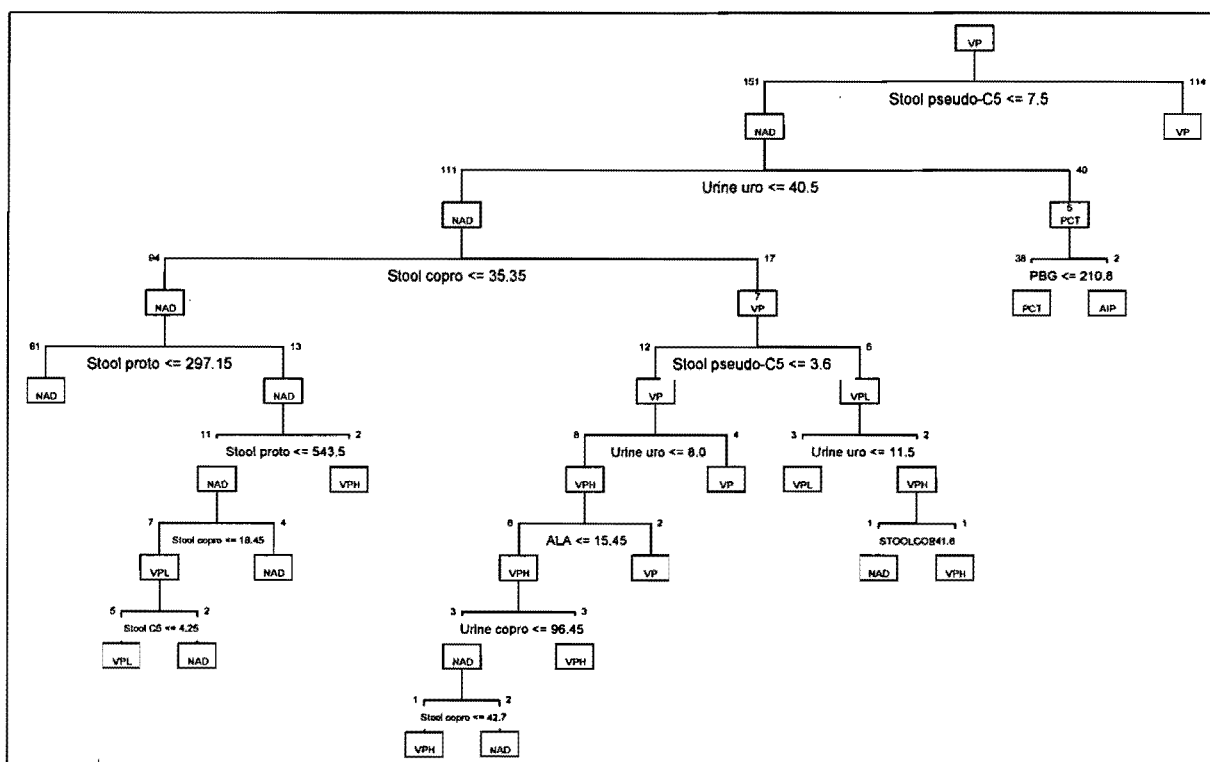 VP
151 114
Stool pseudo-C5 <= 7.5
NAD VP
111 40
Urine uro <= 40.5
NAD 5 PCT
94 17 38 2
Stool copro <= 35.35 PBG <= 210.8
NAD 7 VP PCT AIP
81 13 12 5
Stool proto <= 297.15 Stool pseudo-C5 <= 3.6
NAD NAD VP VPL
11 2 8 4 3 2
Stool proto <= 543.5 Urine uro <= 8.0 Urine uro <= 11.5
NAD VPH VPH VP VPL VPH
7 4 6 2 1 1
Stool copro <= 18.45 ALA <= 15.45
VPL NAD VPH VP NAD VPH
5 2 3 3
Stool C5 <= 4.25 Urine copro <= 96.45
VPL NAD NAD VPH
1 2
Stool copro <= 42.7
VPH NAD